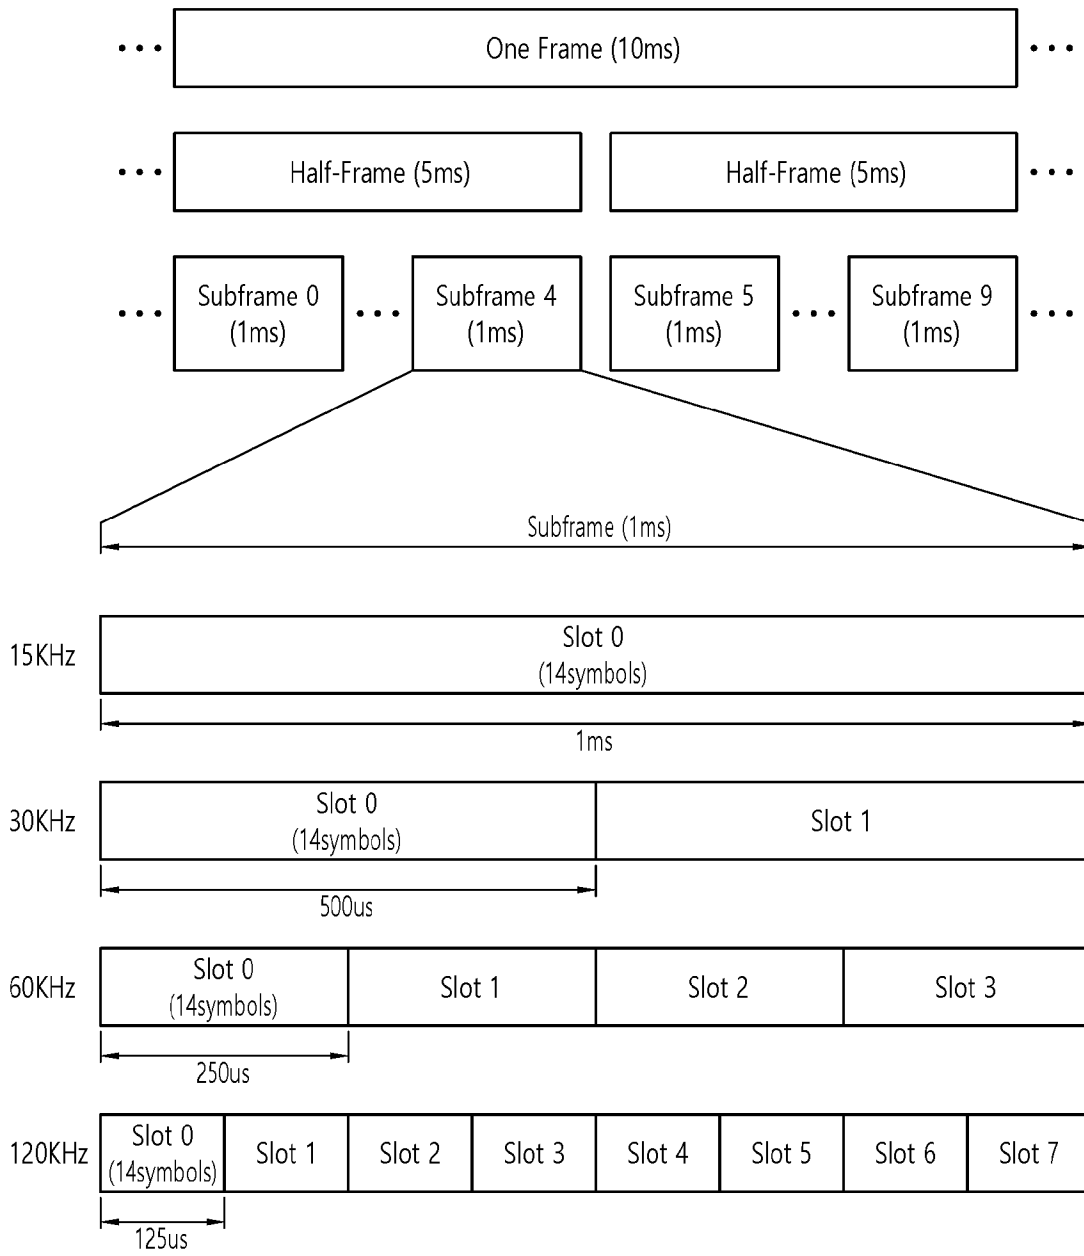 One Frame (10ms)
Half-Frame (5ms)
Half-Frame (5ms)
Subframe 0
(1ms)
Subframe 4
(1ms)
Subframe 5
(1ms)
Subframe 9
(1ms)
Subframe (1ms)
15KHz
Slot 0
(14symbols)
1ms
30KHz
Slot 0
(14symbols)
Slot 1
500us
60KHz
Slot 0
(14symbols)
Slot 1
Slot 2
Slot 3
250us
120KHz
Slot 0
(14symbols)
Slot 1
Slot 2
Slot 3
Slot 4
Slot 5
Slot 6
Slot 7
125us